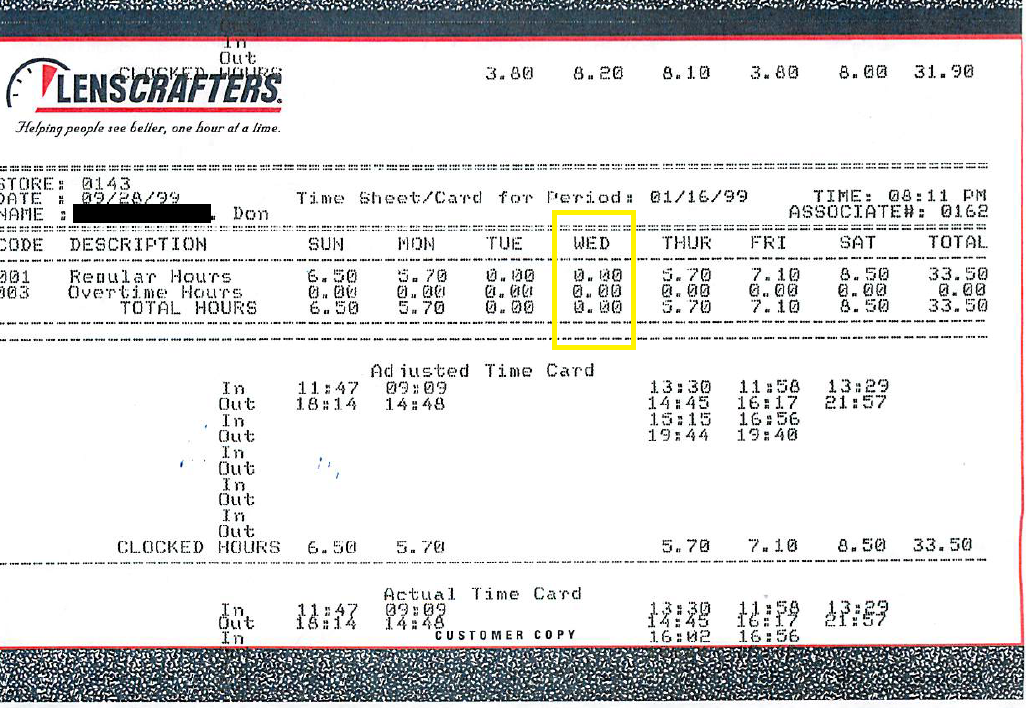 In
Out
CLOCKED HOURS 3.80 8.20 8.10 3.80 8.00 31.90
LENSCRAFTERS
Helping people see better, one hour at a time.
STORE: 0143
DATE : 09/28/99 Time Sheet/Card for Period: 01/16/99 TIME: 08:11 PM
NAME : , Don ASSOCIATE#: 0162
CODE DESCRIPTION SUN MON TUE WED THUR FRI SAT TOTAL
001 Regular Hours 6.50 5.70 0.00 0.00 5.70 7.10 8.50 33.50
003 Overtime Hours 0.00 0.00 0.00 0.00 0.00 0.00 0.00 0.00
TOTAL HOURS 6.50 5.70 0.00 0.00 5.70 7.10 8.50 33.50
Adjusted Time Card
In 11:47 09:09 13:30 11:58 13:29
Out 18:14 14:48 14:45 16:17 21:57
In 15:15 16:56
Out 19:44 19:40
In
Out
In
Out
In
Out
CLOCKED HOURS 6.50 5.70 5.70 7.10 8.50 33.50
Actual Time Card
In 11:47 09:09 13:30 11:58 13:29
Out 18:14 14:48 14:45 16:17 21:57
In 16:02 16:56
CUSTOMER COPY